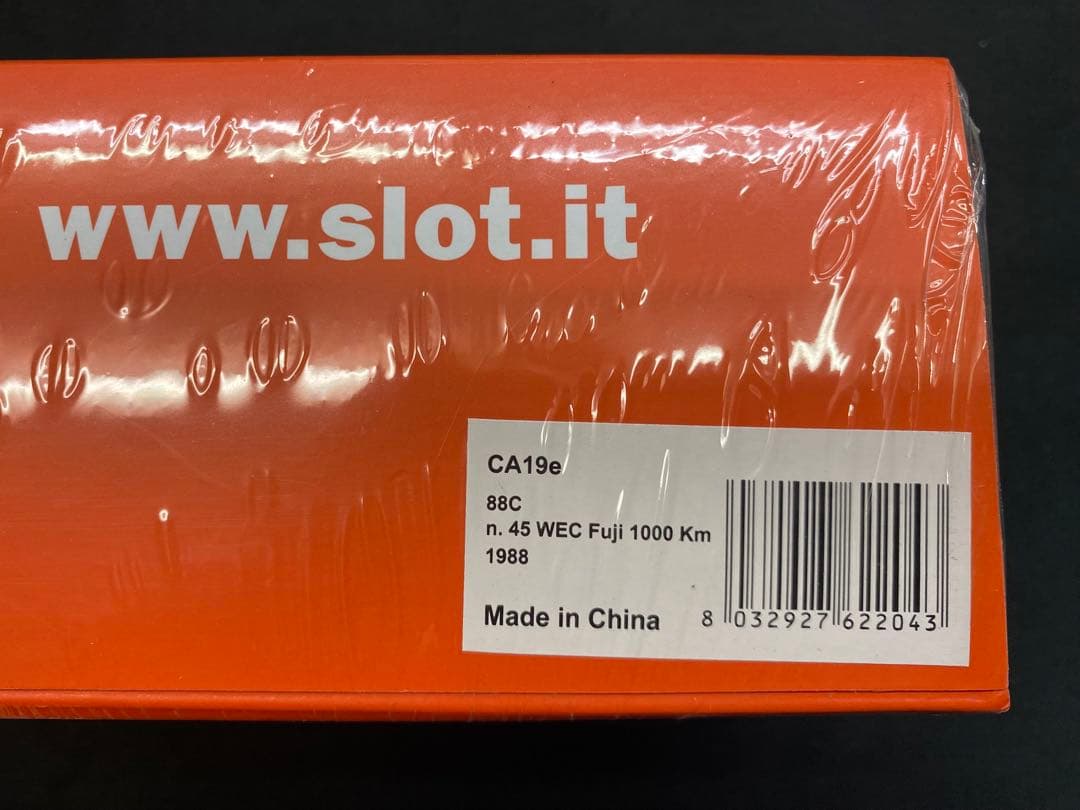 www.slot.it
CA19e
88C
n. 45 WEC Fuji 1000 Km
1988
Made in China
8 032927 622043